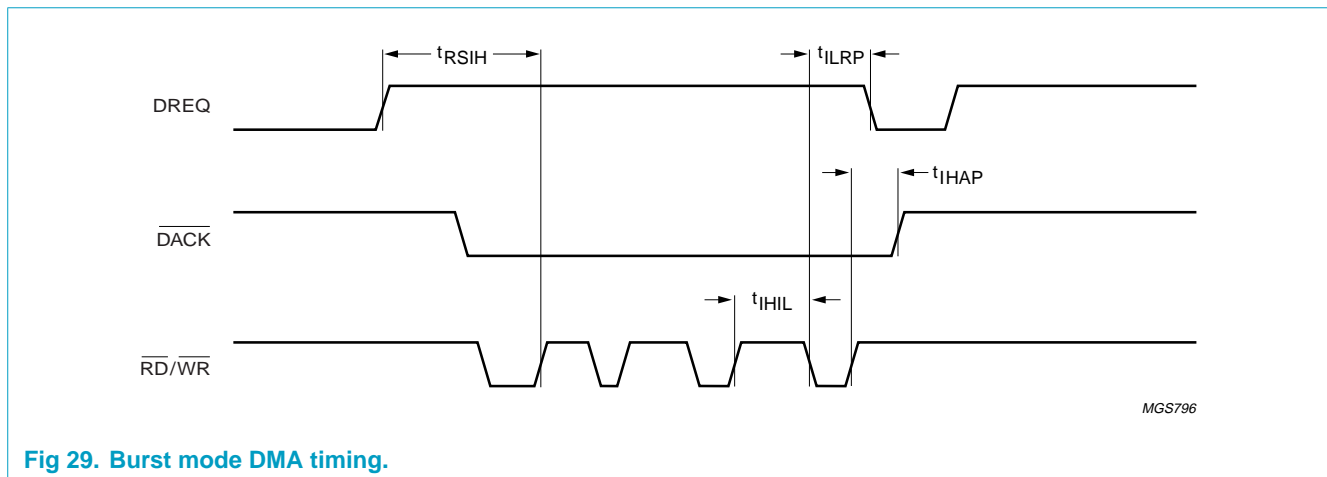 tRSIH
tILRP
DREQ
tIHAP
DACK
tIHIL
RD/WR
MGS796
Fig 29. Burst mode DMA timing.